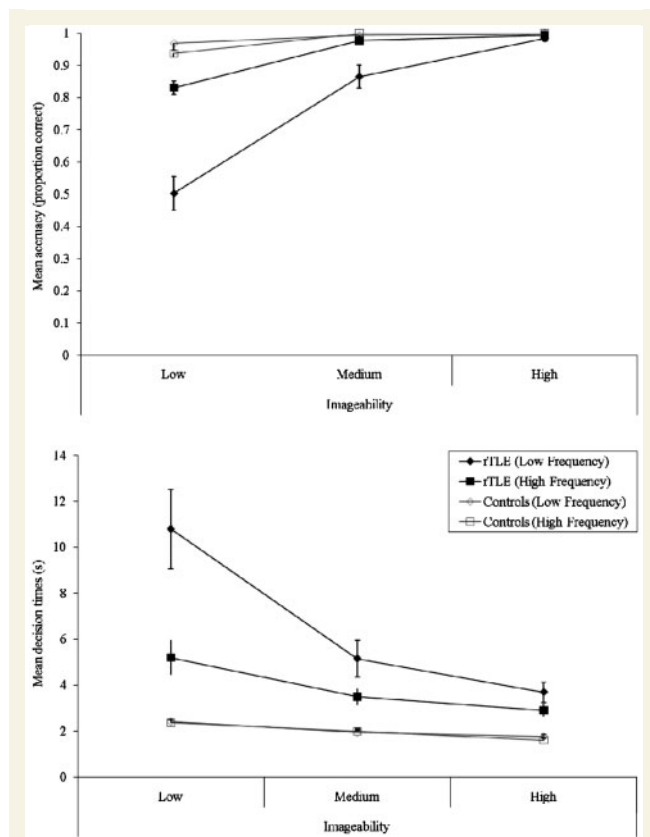 1
0.9
0.8
0.7
0.6
0.5
0.4
0.3
0.2
0.1
0
Mean accruacy (proportion correct)
Low Medium High
Imageability
14
12
10
8
6
4
2
0
Mean decision times (s)
rTLE (Low Frequency)
rTLE (High Frequency)
Controls (Low Frequency)
Controls (High Frequency)
Low Medium High
Imageability